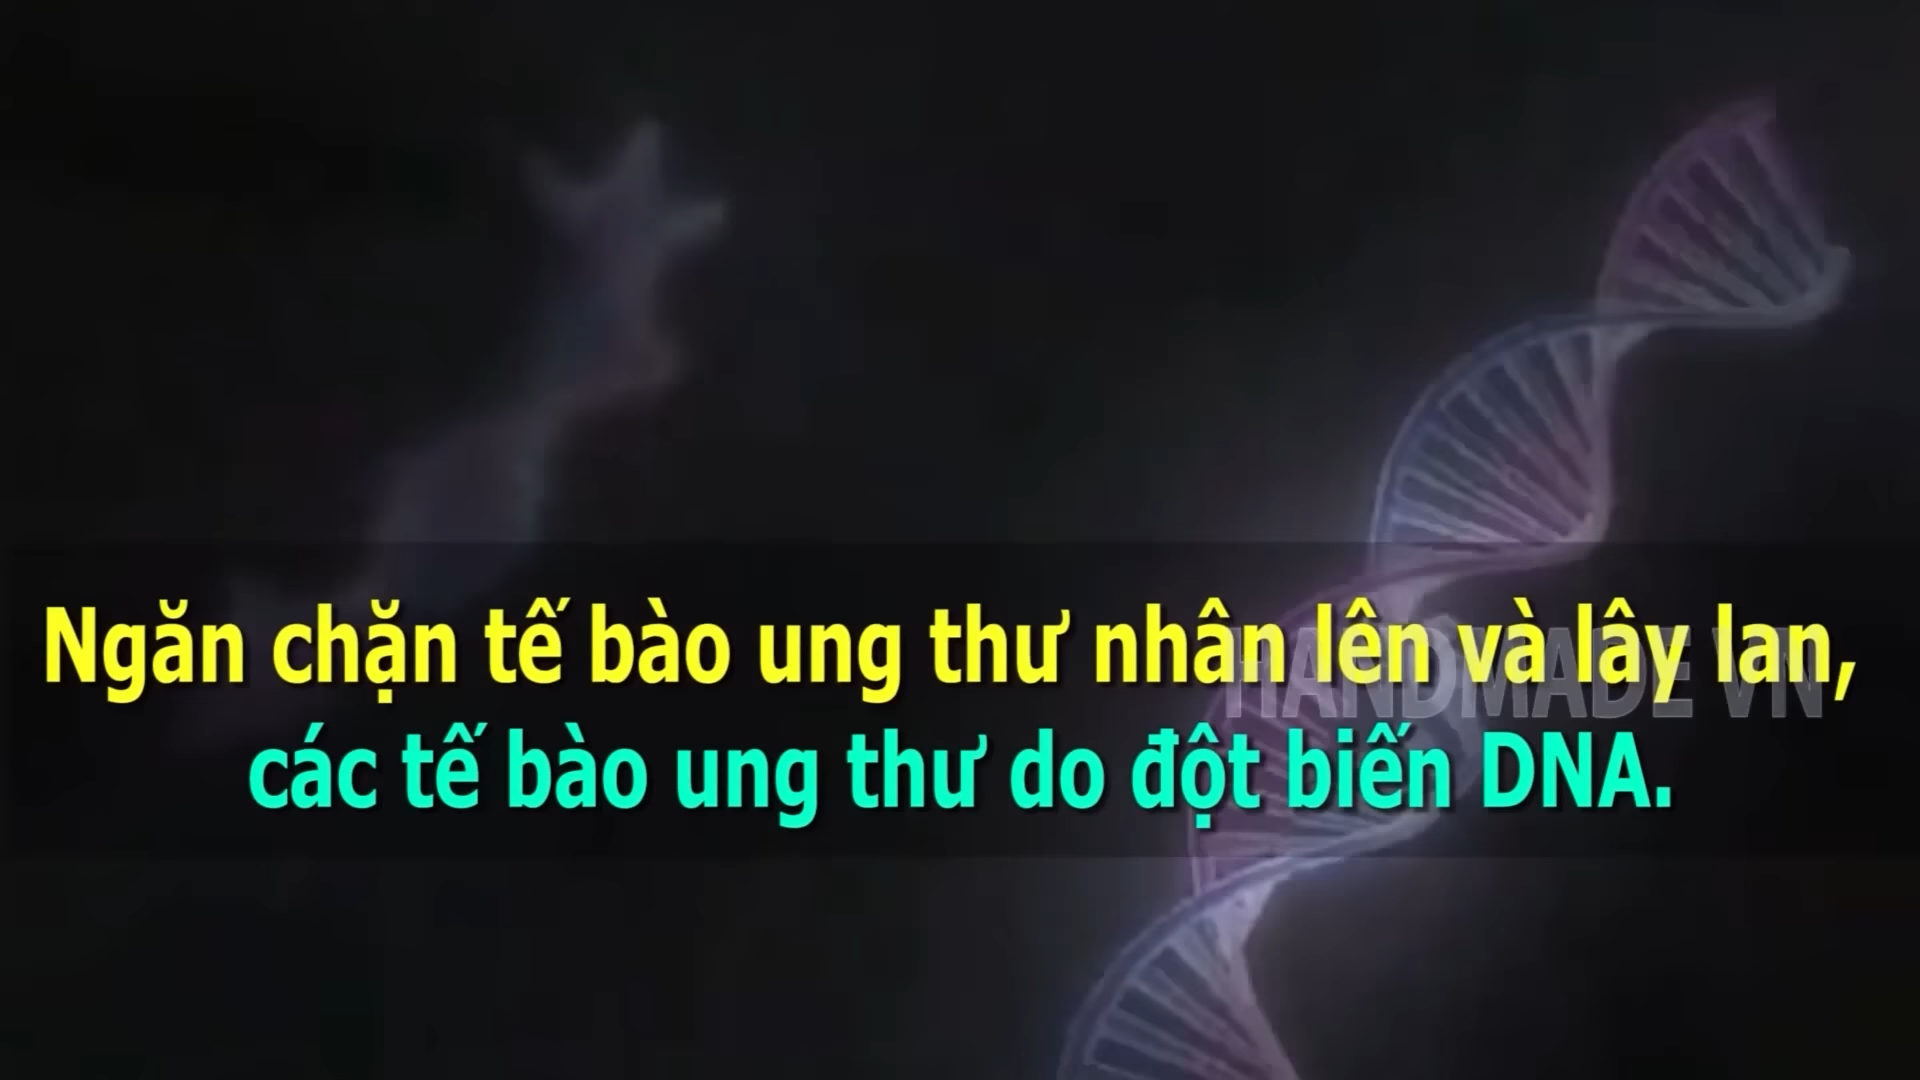 Ngăn chặn tế bào ung thư nhân lên và lây lan,
HANDMADE VN
các tế bào ung thư do đột biến DNA.